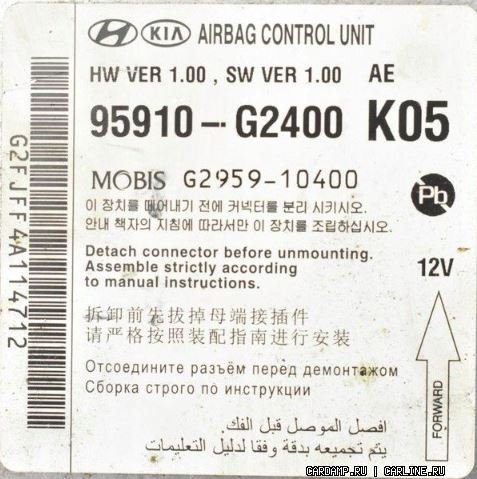 HYUNDAI KIA AIRBAG CONTROL UNIT
HW VER 1.00 , SW VER 1.00 AE
95910-G2400 K05
MOBIS G2959-10400
이 장치를 떼어내기 전에 커넥터를 분리 시키시오.
안내 책자의 지침에 따라서만 이 장치를 조립하십시오.
Pb
Detach connector before unmounting.
Assemble strictly according
to manual instructions.
12V
拆卸前先拔掉母端接插件
请严格按照装配指南进行安装
Отсоедините разъём перед демонтажом
Сборка строго по инструкции
افصل الموصل قبل الفك.
يتم تجميعه بدقة وفقا لدليل التعليمات
FORWARD
G2FJFF4A114712
CARDAMP.RU | CARLINE.RU